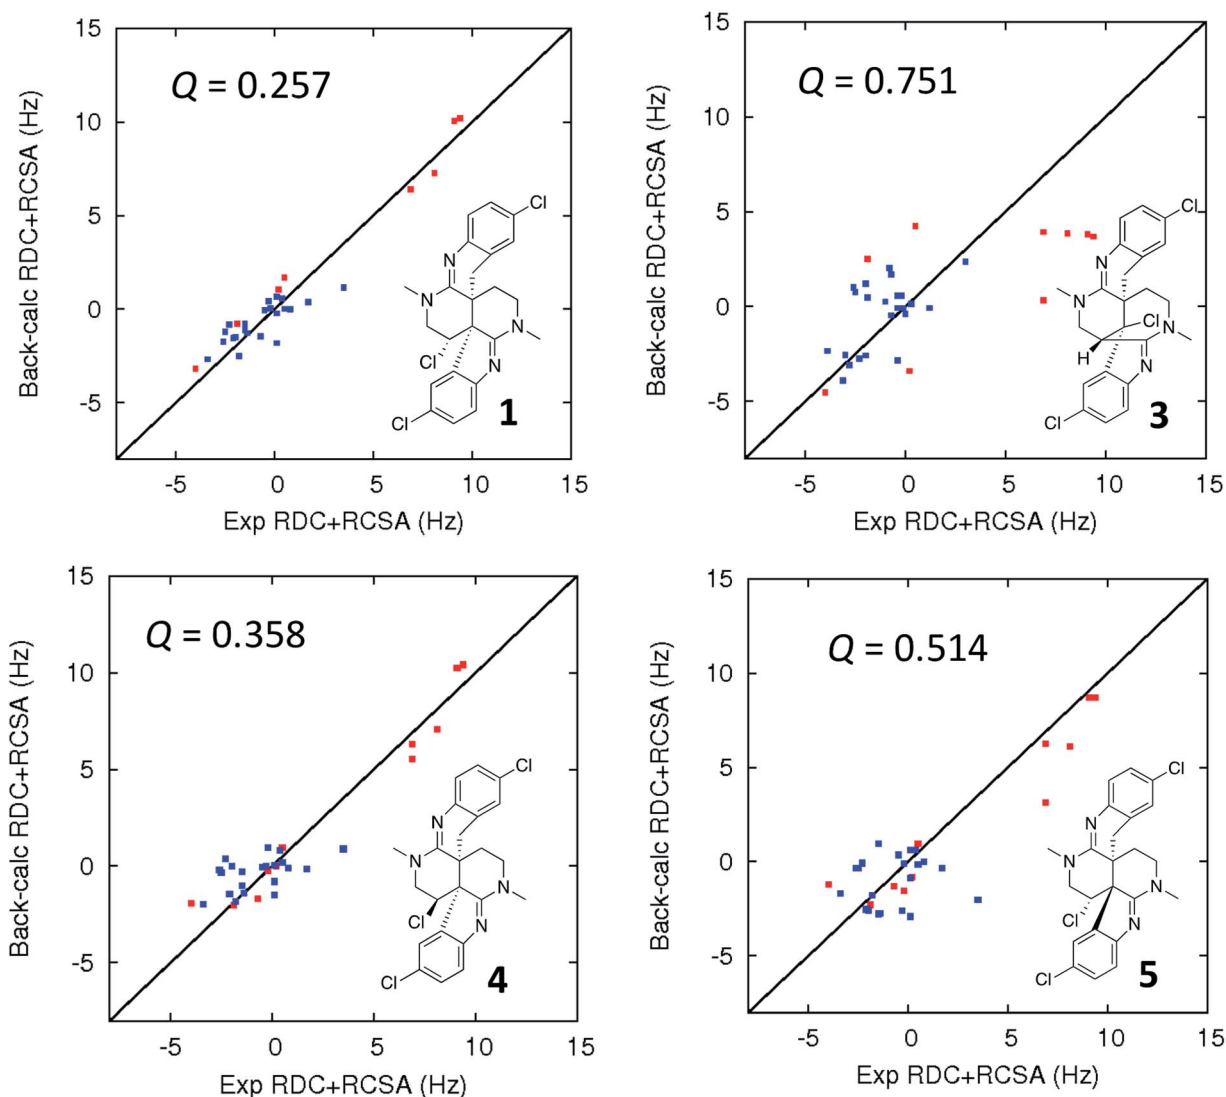 15
10
5
0
-5
Back-calc RDC+RCSA (Hz)
Q = 0.257
Cl
N
N
N
Cl
N
Cl
1
-5 0 5 10 15
Exp RDC+RCSA (Hz)
15
10
5
0
-5
Back-calc RDC+RCSA (Hz)
Q = 0.751
Cl
N
N
Cl
N
H
N
Cl
3
-5 0 5 10 15
Exp RDC+RCSA (Hz)
15
10
5
0
-5
Back-calc RDC+RCSA (Hz)
Q = 0.358
Cl
N
N
N
Cl
N
Cl
4
-5 0 5 10 15
Exp RDC+RCSA (Hz)
15
10
5
0
-5
Back-calc RDC+RCSA (Hz)
Q = 0.514
Cl
N
N
N
Cl
N
Cl
5
-5 0 5 10 15
Exp RDC+RCSA (Hz)